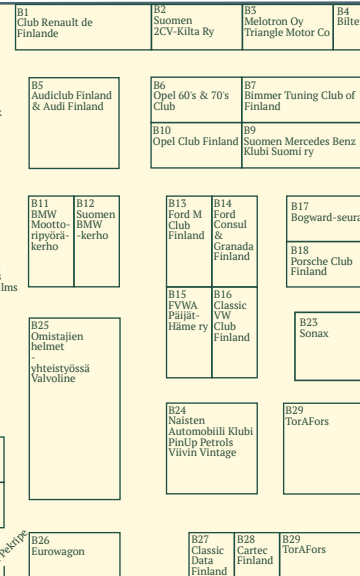 B1
Club Renault de
Finlande
B2
Suomen
2CV-Kilta Ry
B3
Melotron Oy
Triangle Motor Co
B4
B5
Audiclub Finland
& Audi Finland
B6
Opel 60's & 70's
Club
B7
Bimmer Tuning Club of
Finland
B10
Opel Club Finland
B9
Suomen Mercedes Benz
Klubi Suomi ry
B11
BMW
Mootto-
ripyörä-
kerho
B12
Suomen
BMW
-kerho
B13
Ford M
Club
Finland
B14
Ford
Consul
&
Granada
Finland
B17
Bogward-seura
B18
Porsche Club
Finland
B15
FVWA
Päijät-
Häme ry
B16
Classic
VW
Club
Finland
B25
Omistajien
helmet
-
yhteistyössä
Valvoline
B23
Sonax
B24
Naisten
Automobiili Klubi
PinUp Petrols
Viivin Vintage
B29
TorAFors
B26
Eurowagon
B27
Classic
Data
Finland
B28
Cartec
Finland
B29
TorAFors